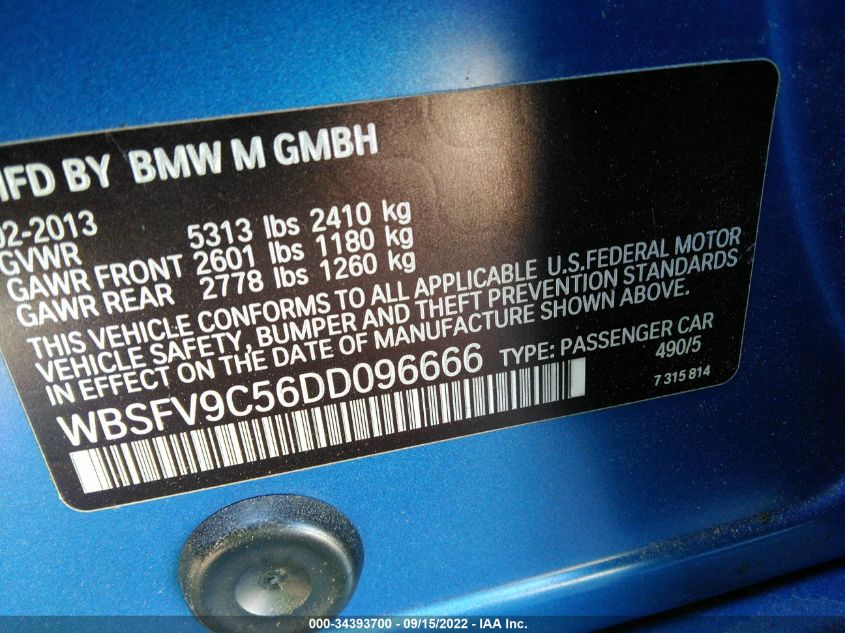 MFD BY BMW M GMBH
02-2013
GVWR 5313 lbs 2410 kg
GAWR FRONT 2601 lbs 1180 kg
GAWR REAR 2778 lbs 1260 kg
THIS VEHICLE CONFORMS TO ALL APPLICABLE U.S.FEDERAL MOTOR
VEHICLE SAFETY, BUMPER AND THEFT PREVENTION STANDARDS
IN EFFECT ON THE DATE OF MANUFACTURE SHOWN ABOVE.
WBSFV9C56DD096666 TYPE: PASSENGER CAR
490/5
7 315 814
000-34393700 - 09/15/2022 - IAA Inc.